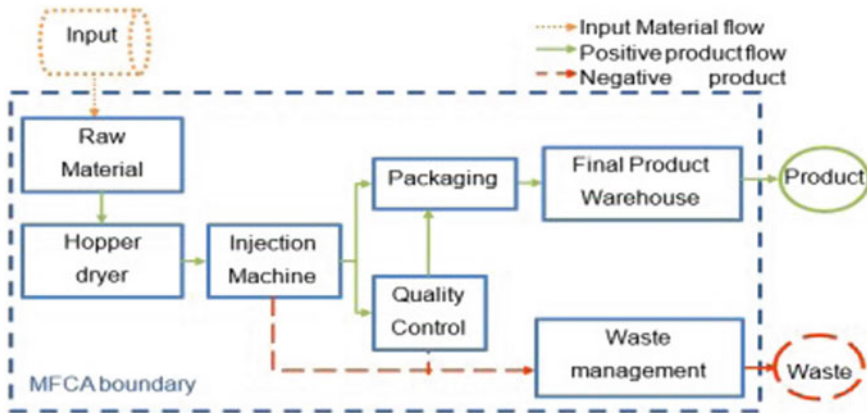 Input
Input Material flow
Positive product flow
Negative product
Raw
Material
Hopper
dryer
Injection
Machine
Packaging
Quality
Control
Final Product
Warehouse
Product
Waste
management
Waste
MFCA boundary